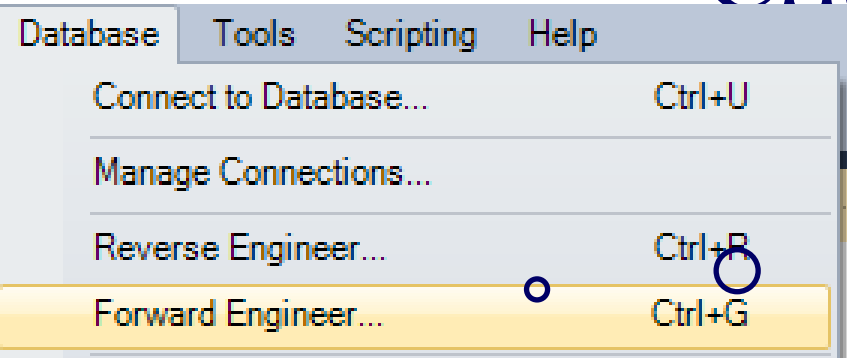 Database Tools Scripting Help
Connect to Database... Ctrl+U
Manage Connections...
Reverse Engineer... Ctrl+R
Forward Engineer... Ctrl+G